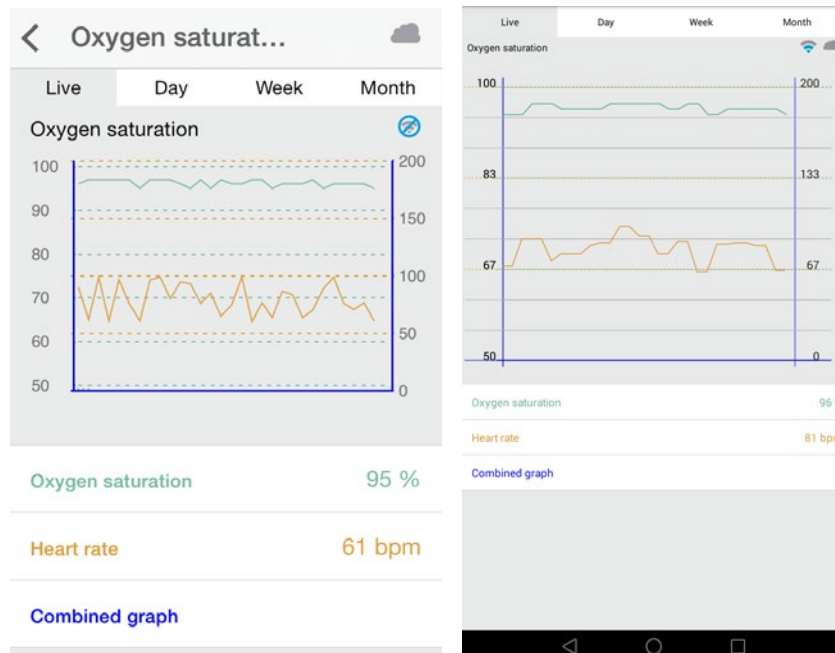 Oxygen saturat...
Live Day Week Month
Oxygen saturation
100 200
90 150
80 100
70
60 50
50 0
Oxygen saturation 95 %
Heart rate 61 bpm
Combined graph
Live Day Week Month
Oxygen saturation
100 200
83 133
67 67
50 0
Oxygen saturation 96
Heart rate 81 bp
Combined graph